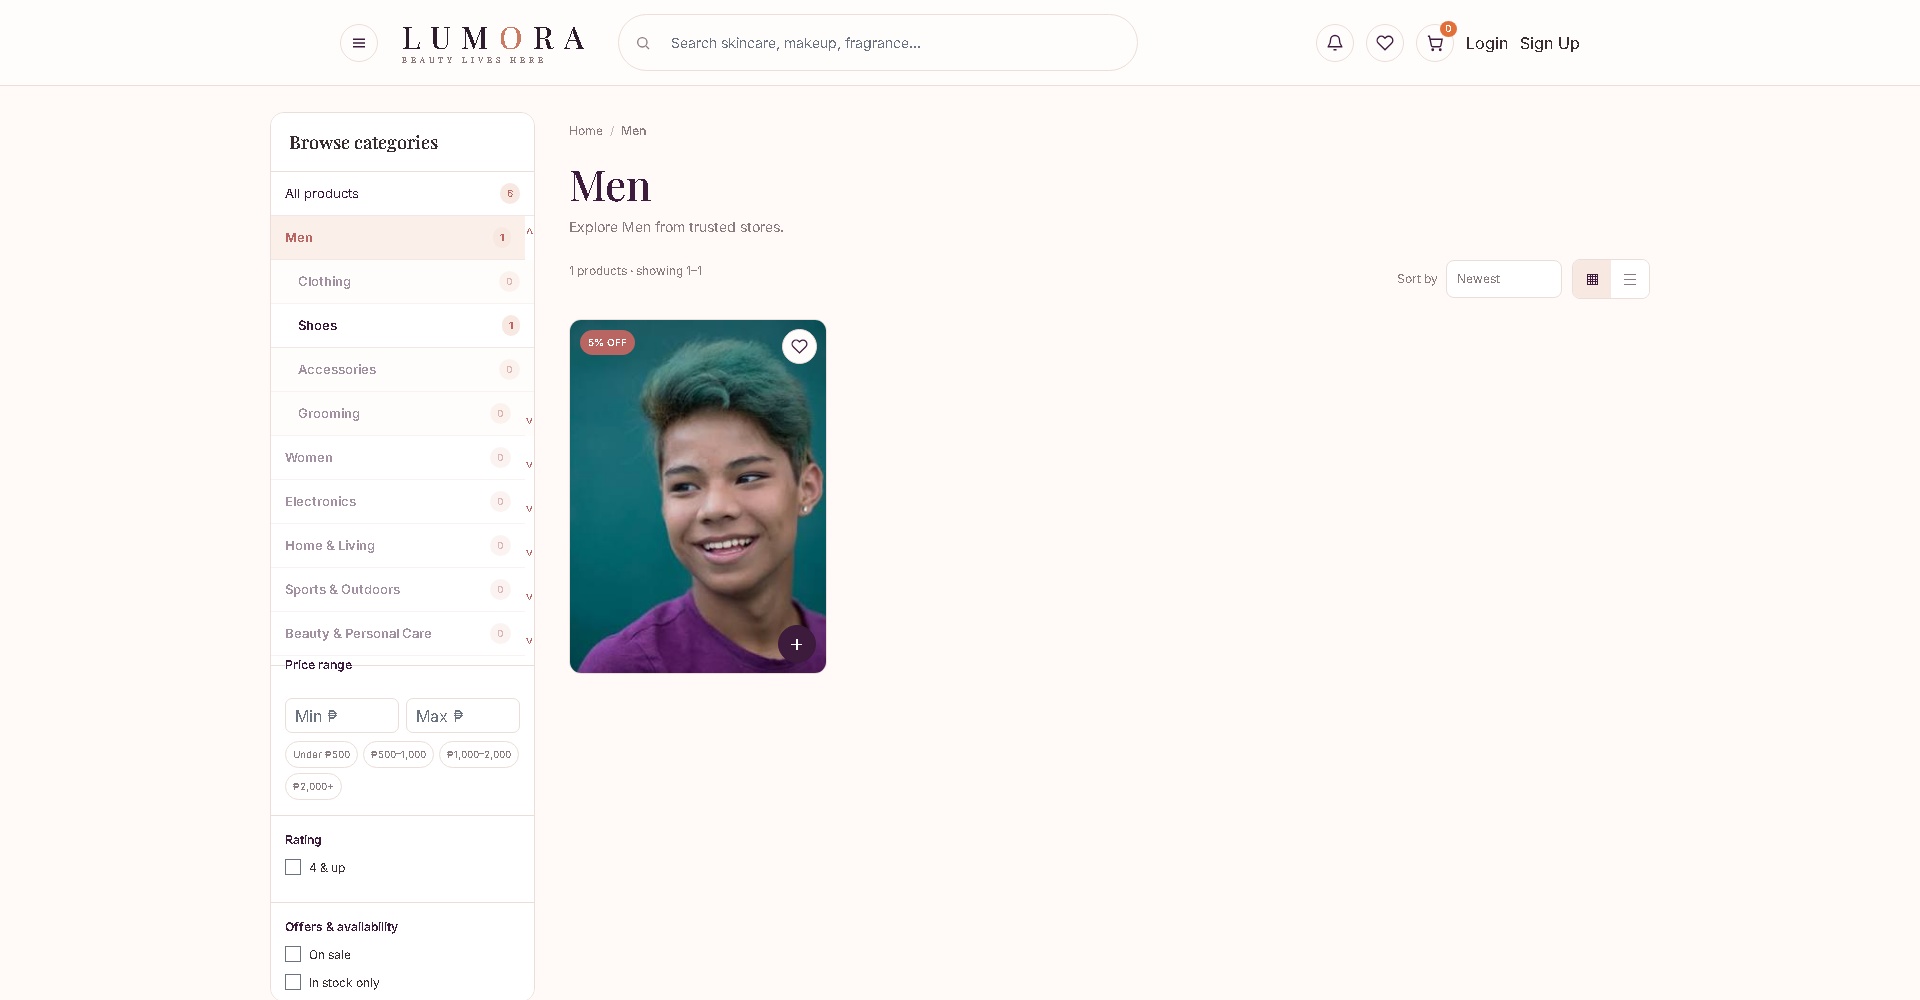 LUMORA
BEAUTY LIVES HERE
Search skincare, makeup, fragrance...
0
Login
Sign Up
Browse categories
All products 6
Men 1
Clothing 0
Shoes 1
Accessories 0
Grooming 0
Women 0
Electronics 0
Home & Living 0
Sports & Outdoors 0
Beauty & Personal Care 0
Price range
Min ₱ Max ₱
Under ₱500 ₱500–1,000 ₱1,000–2,000
₱2,000+
Rating
4 & up
Offers & availability
On sale
In stock only
Home / Men
Men
Explore Men from trusted stores.
1 products · showing 1–1
Sort by Newest
5% OFF